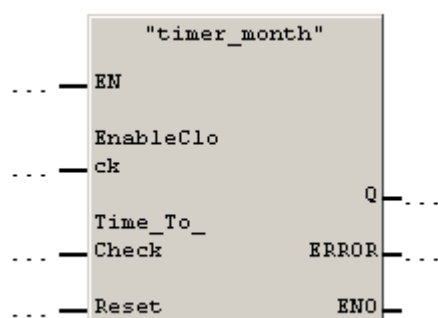 "timer_month"
... EN
EnableClo
... ck
Q ...
Time_To_
... Check ERROR ...
... Reset ENO